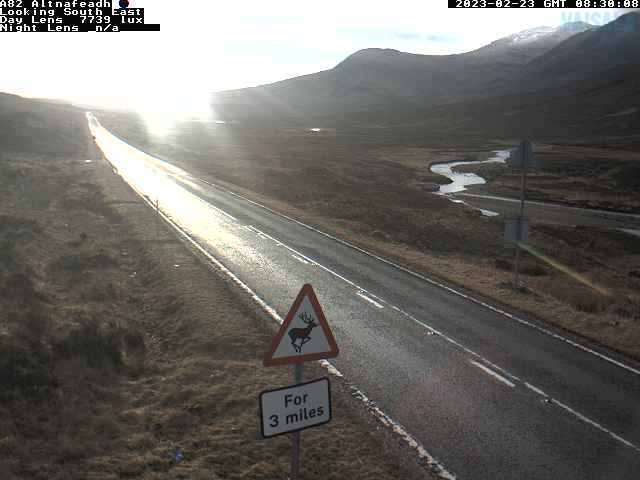 A82 Altnafeadh
Looking South East
Day Lens 7739 lux
Night Lens n/a
2023-02-23 GMT 08:30:08
VAISALA
For
3 miles